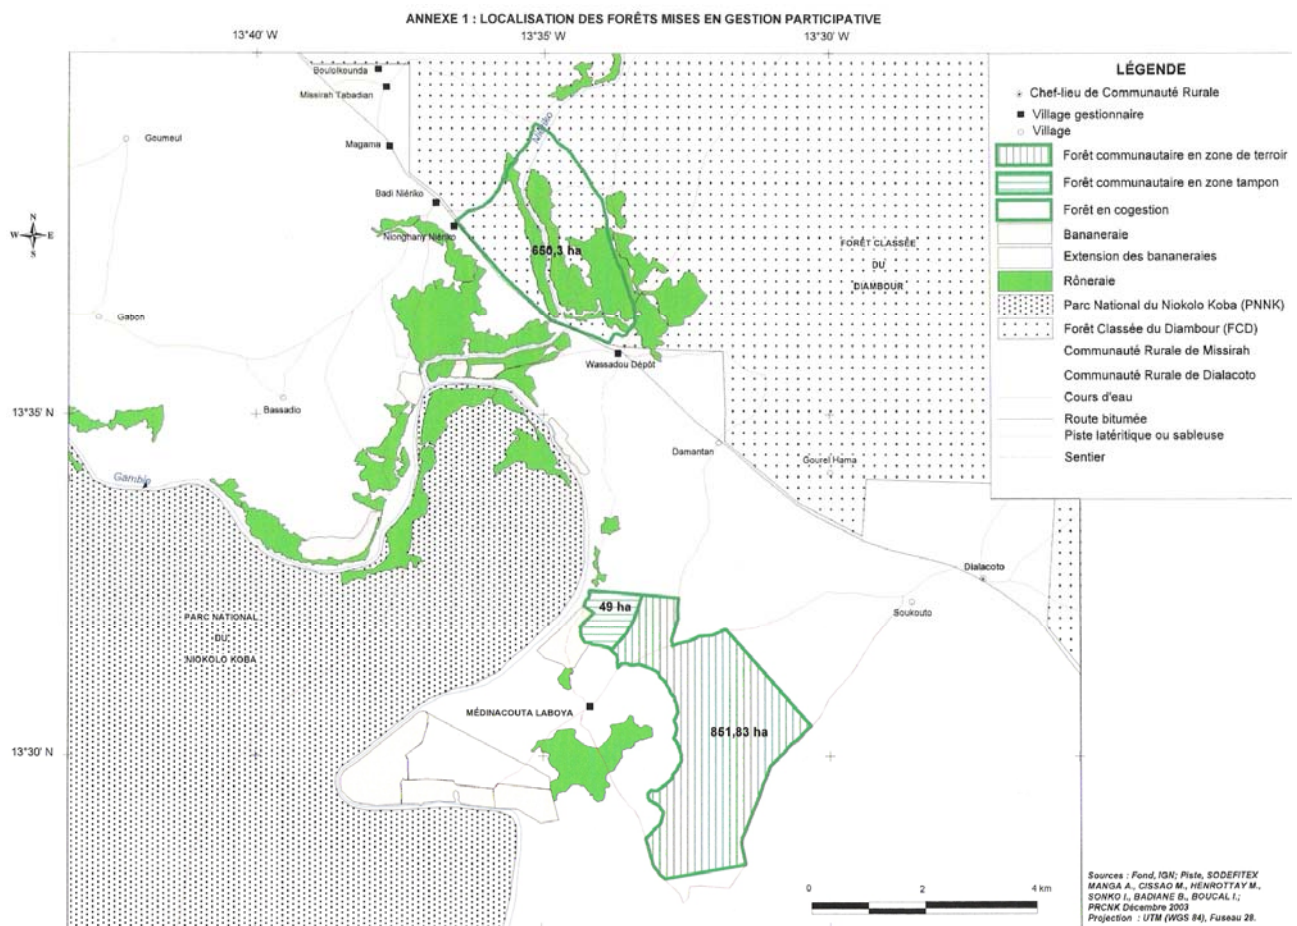 ANNEXE 1 : LOCALISATION DES FORÊTS MISES EN GESTION PARTICIPATIVE
13°40 W
13°35 W
13°30 W
LÉGENDE
Chef-lieu de Communauté Rurale
Village gestionnaire
Village
Forêt communautaire en zone de terroir
Forêt communautaire en zone tampon
Forêt en cogestion
Bananeraie
Extension des bananeraies
Rôneraie
Parc National du Niokolo Koba (PNNK)
Forêt Classée du Diambour (FCD)
Communauté Rurale de Missirah
Communauté Rurale de Dialacoto
Cours d'eau
Route bitumée
Piste latéritique ou sableuse
Sentier
Missirah Tabadian
Goumeul
Magama
Niériko
Badi Niériko
Nionghany Niériko
N
W
E
S
650,3 ha
FORÊT CLASSÉE
DU
DIAMBOUR
Gabon
Wassadou Dépôt
Bassadio
13°35 N
Damantan
Gourel Hama
Gambie
Dialacoto
Soukouto
49 ha
PARC NATIONAL
DU
NIOKOLO KOBA
MÉDINACOUTA LABOYA
851,83 ha
13°30 N
0
2
4 km
Sources : Fond, IGN; Piste, SODEFITEX
MANGA A., CISSAO M., HENROTTAY M.,
SONKO I., BADIANE B., BOUCAL I.;
PRCNK Décembre 2003
Projection : UTM (WGS 84), Fuseau 28.